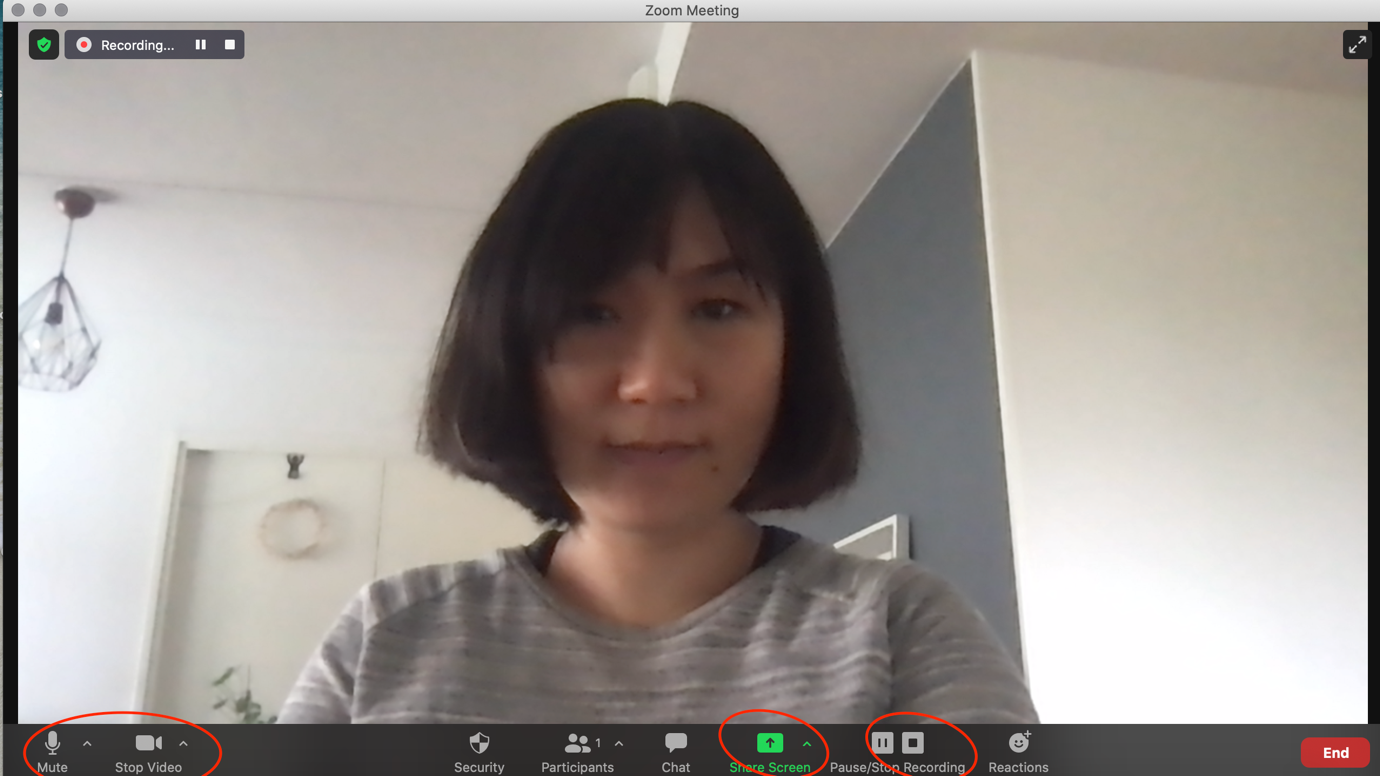 Zoom Meeting
Recording...
1
Mute
Stop Video
Security
Participants
Chat
Share Screen
Pause/Stop Recording
Reactions
End